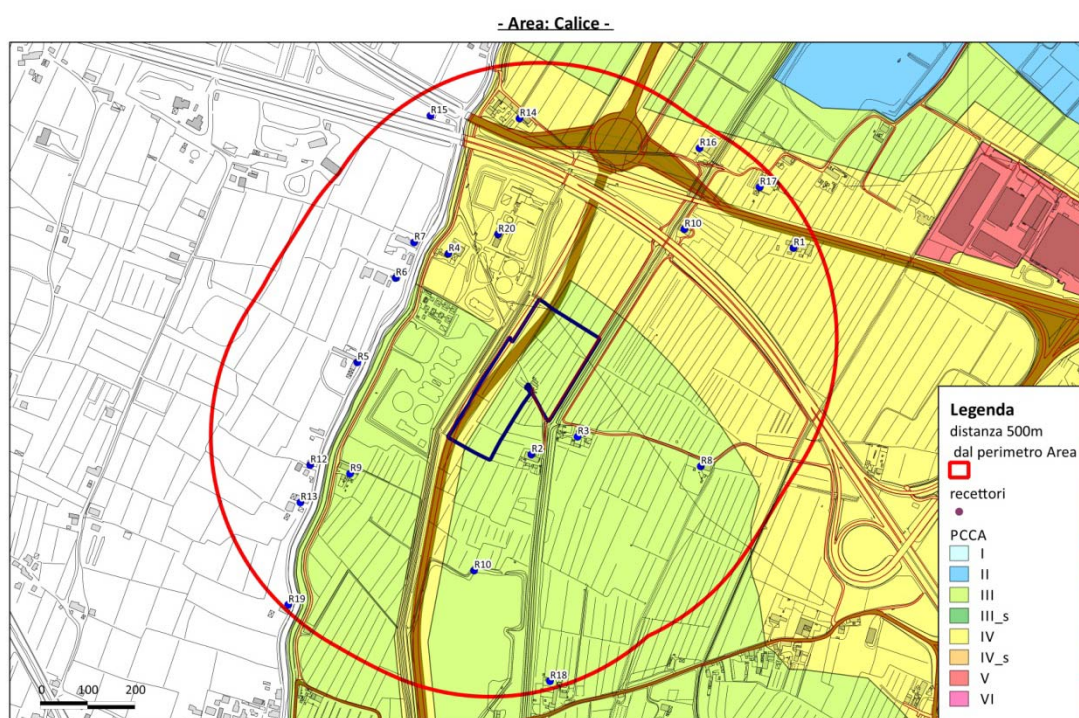 - Area: Calice -
R15
R14
R16
R17
R20
R10
R7
R4
R1
R6
R5
R3
R2
R12
R9
R8
R13
R10
R19
R18
0 100 200
Legenda
distanza 500m
dal perimetro Area
recettori
PCCA
I
II
III
III_s
IV
IV_s
V
VI